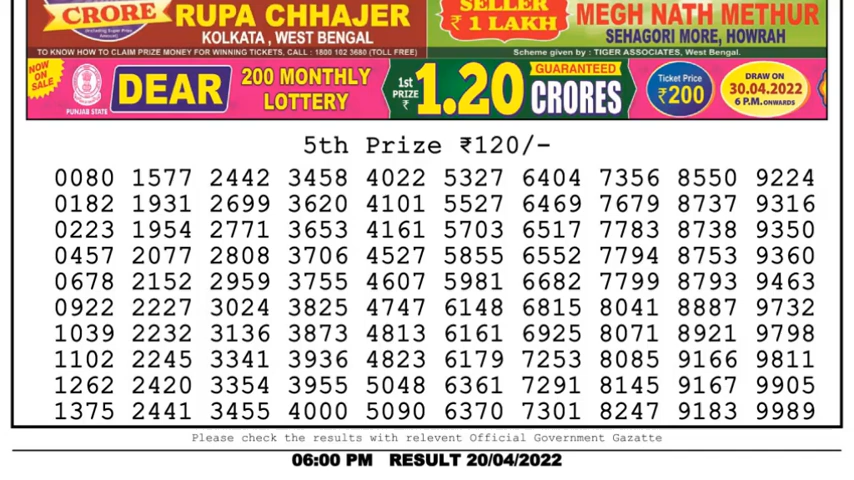 CRORE
RUPA CHHAJER
KOLKATA , WEST BENGAL
TO KNOW HOW TO CLAIM PRIZE MONEY FOR WINNING TICKETS, CALL : 1800 102 3680 (TOLL FREE)
SELLER
₹ 1 LAKH
MEGH NATH METHUR
SEHAGORI MORE, HOWRAH
Scheme given by : TIGER ASSOCIATES, West Bengal.
NOW ON SALE
PUNJAB STATE
DEAR
200 MONTHLY
LOTTERY
1st
PRIZE
₹
1.20
GUARANTEED
CRORES
Ticket Price
₹200
DRAW ON
30.04.2022
6 P.M. ONWARDS
5th Prize ₹120/-
0080 1577 2442 3458 4022 5327 6404 7356 8550 9224
0182 1931 2699 3620 4101 5527 6469 7679 8737 9316
0223 1954 2771 3653 4161 5703 6517 7783 8738 9350
0457 2077 2808 3706 4527 5855 6552 7794 8753 9360
0678 2152 2959 3755 4607 5981 6682 7799 8793 9463
0922 2227 3024 3825 4747 6148 6815 8041 8887 9732
1039 2232 3136 3873 4813 6161 6925 8071 8921 9798
1102 2245 3341 3936 4823 6179 7253 8085 9166 9811
1262 2420 3354 3955 5048 6361 7291 8145 9167 9905
1375 2441 3455 4000 5090 6370 7301 8247 9183 9989
Please check the results with relevent Official Government Gazatte
06:00 PM RESULT 20/04/2022